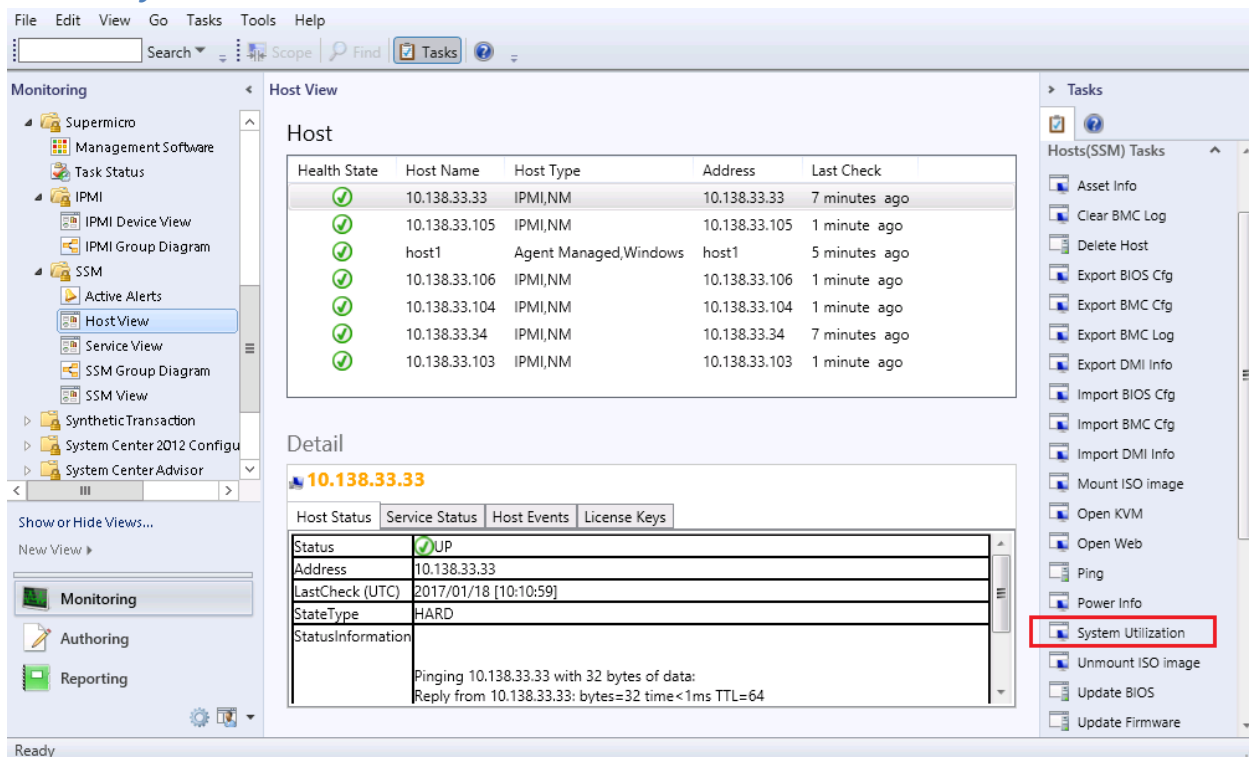 File Edit View Go Tasks Tools Help
Search Scope Find Tasks
Monitoring
Supermicro
Management Software
Task Status
IPMI
IPMI Device View
IPMI Group Diagram
SSM
Active Alerts
Host View
Service View
SSM Group Diagram
SSM View
Synthetic Transaction
System Center 2012 Configu
System Center Advisor
Show or Hide Views...
New View
Monitoring
Authoring
Reporting
Host View
Host
Health State Host Name Host Type Address Last Check
10.138.33.33 IPMI,NM 10.138.33.33 7 minutes ago
10.138.33.105 IPMI,NM 10.138.33.105 1 minute ago
host1 Agent Managed,Windows host1 5 minutes ago
10.138.33.106 IPMI,NM 10.138.33.106 1 minute ago
10.138.33.104 IPMI,NM 10.138.33.104 1 minute ago
10.138.33.34 IPMI,NM 10.138.33.34 7 minutes ago
10.138.33.103 IPMI,NM 10.138.33.103 1 minute ago
Detail
10.138.33.33
Host Status Service Status Host Events License Keys
Status UP
Address 10.138.33.33
LastCheck (UTC) 2017/01/18 [10:10:59]
StateType HARD
StatusInformation
Pinging 10.138.33.33 with 32 bytes of data:
Reply from 10.138.33.33: bytes=32 time<1ms TTL=64
Tasks
Hosts(SSM) Tasks
Asset Info
Clear BMC Log
Delete Host
Export BIOS Cfg
Export BMC Cfg
Export BMC Log
Export DMI Info
Import BIOS Cfg
Import BMC Cfg
Import DMI Info
Mount ISO image
Open KVM
Open Web
Ping
Power Info
System Utilization
Unmount ISO image
Update BIOS
Update Firmware
Ready